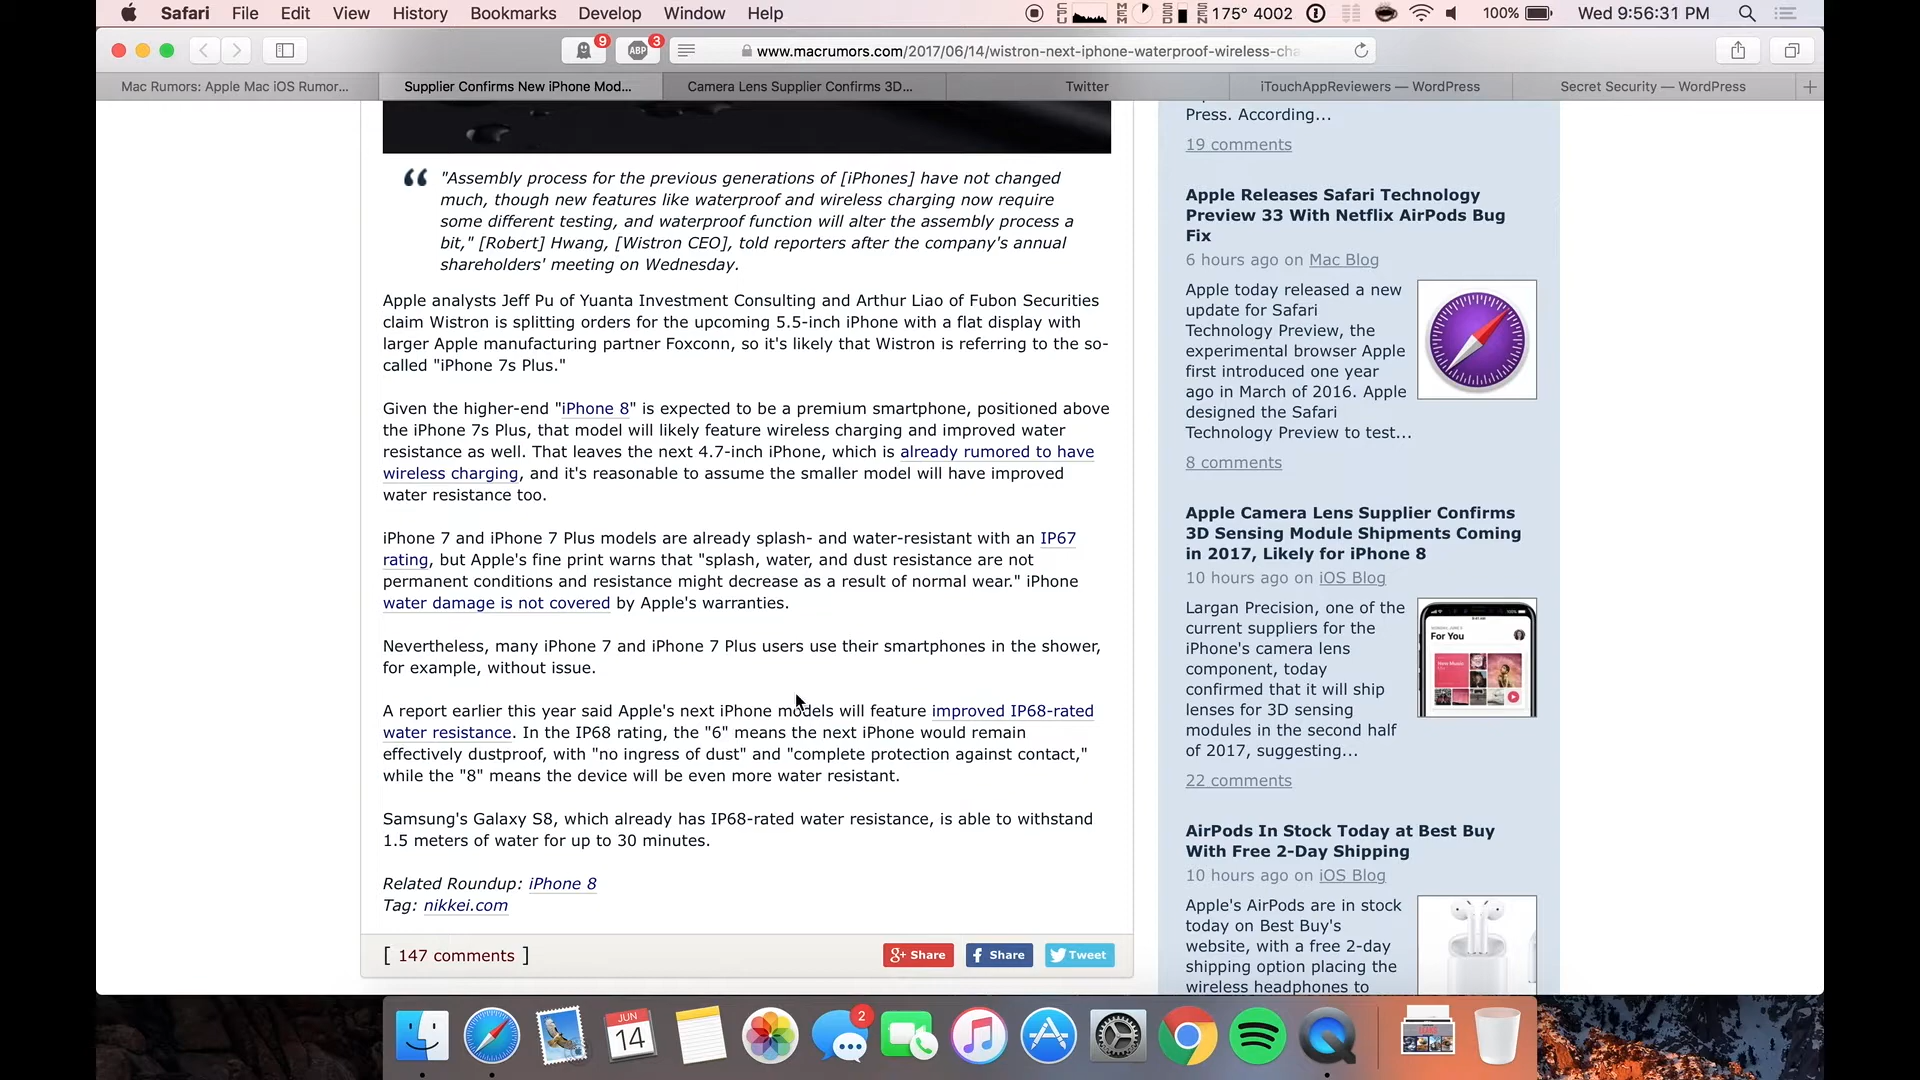 Safari File Edit View History Bookmarks Develop Window Help
CPU MEM SSD SEN 175° 4002 100% Wed 9:56:31 PM
9 ABP 3 www.macrumors.com/2017/06/14/wistron-next-iphone-waterproof-wireless-cha
Mac Rumors: Apple Mac iOS Rumor... Supplier Confirms New iPhone Mod... Camera Lens Supplier Confirms 3D... Twitter iTouchAppReviewers — WordPress Secret Security — WordPress
"Assembly process for the previous generations of [iPhones] have not changed
much, though new features like waterproof and wireless charging now require
some different testing, and waterproof function will alter the assembly process a
bit," [Robert] Hwang, [Wistron CEO], told reporters after the company's annual
shareholders' meeting on Wednesday.
Apple analysts Jeff Pu of Yuanta Investment Consulting and Arthur Liao of Fubon Securities
claim Wistron is splitting orders for the upcoming 5.5-inch iPhone with a flat display with
larger Apple manufacturing partner Foxconn, so it's likely that Wistron is referring to the so-
called "iPhone 7s Plus."
Given the higher-end "iPhone 8" is expected to be a premium smartphone, positioned above
the iPhone 7s Plus, that model will likely feature wireless charging and improved water
resistance as well. That leaves the next 4.7-inch iPhone, which is already rumored to have
wireless charging, and it's reasonable to assume the smaller model will have improved
water resistance too.
iPhone 7 and iPhone 7 Plus models are already splash- and water-resistant with an IP67
rating, but Apple's fine print warns that "splash, water, and dust resistance are not
permanent conditions and resistance might decrease as a result of normal wear." iPhone
water damage is not covered by Apple's warranties.
Nevertheless, many iPhone 7 and iPhone 7 Plus users use their smartphones in the shower,
for example, without issue.
A report earlier this year said Apple's next iPhone models will feature improved IP68-rated
water resistance. In the IP68 rating, the "6" means the next iPhone would remain
effectively dustproof, with "no ingress of dust" and "complete protection against contact,"
while the "8" means the device will be even more water resistant.
Samsung's Galaxy S8, which already has IP68-rated water resistance, is able to withstand
1.5 meters of water for up to 30 minutes.
Related Roundup: iPhone 8
Tag: nikkei.com
[ 147 comments ] g+ Share f Share Tweet
Press. According...
19 comments
Apple Releases Safari Technology
Preview 33 With Netflix AirPods Bug
Fix
6 hours ago on Mac Blog
Apple today released a new
update for Safari
Technology Preview, the
experimental browser Apple
first introduced one year
ago in March of 2016. Apple
designed the Safari
Technology Preview to test...
8 comments
Apple Camera Lens Supplier Confirms
3D Sensing Module Shipments Coming
in 2017, Likely for iPhone 8
10 hours ago on iOS Blog
Largan Precision, one of the
current suppliers for the
iPhone's camera lens
component, today
confirmed that it will ship
lenses for 3D sensing
modules in the second half
of 2017, suggesting...
For You
22 comments
AirPods In Stock Today at Best Buy
With Free 2-Day Shipping
10 hours ago on iOS Blog
Apple's AirPods are in stock
today on Best Buy's
website, with a free 2-day
shipping option placing the
wireless headphones to
JUN
14
2